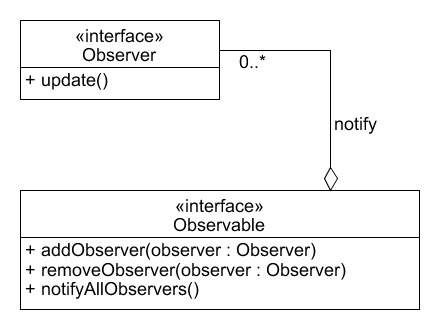 «interface»
Observer
+ update()
0..*
notify
«interface»
Observable
+ addObserver(observer : Observer)
+ removeObserver(observer : Observer)
+ notifyAllObservers()